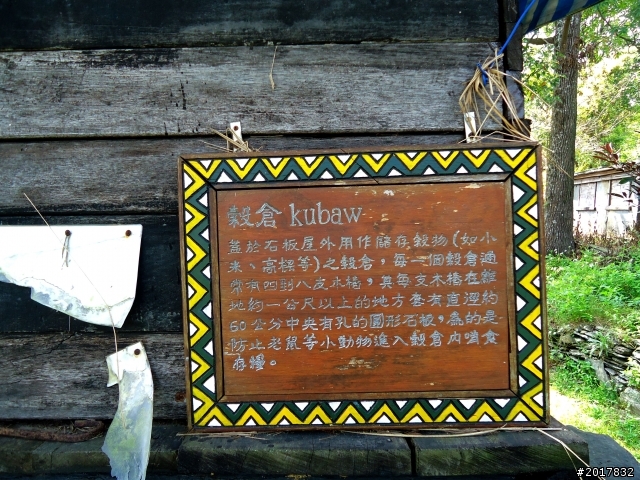 穀倉 kubaw
蓋於石板屋外用作儲存穀物(如小
米、高樑等)之穀倉，每一個穀倉通
常有四到八支木樁，其每支木樁在離
地約一公尺以上的地方套有直徑約
60公分中央有孔的圓形石板，為的是
防止老鼠等小動物進入穀倉內啃食
存糧。
#2017832